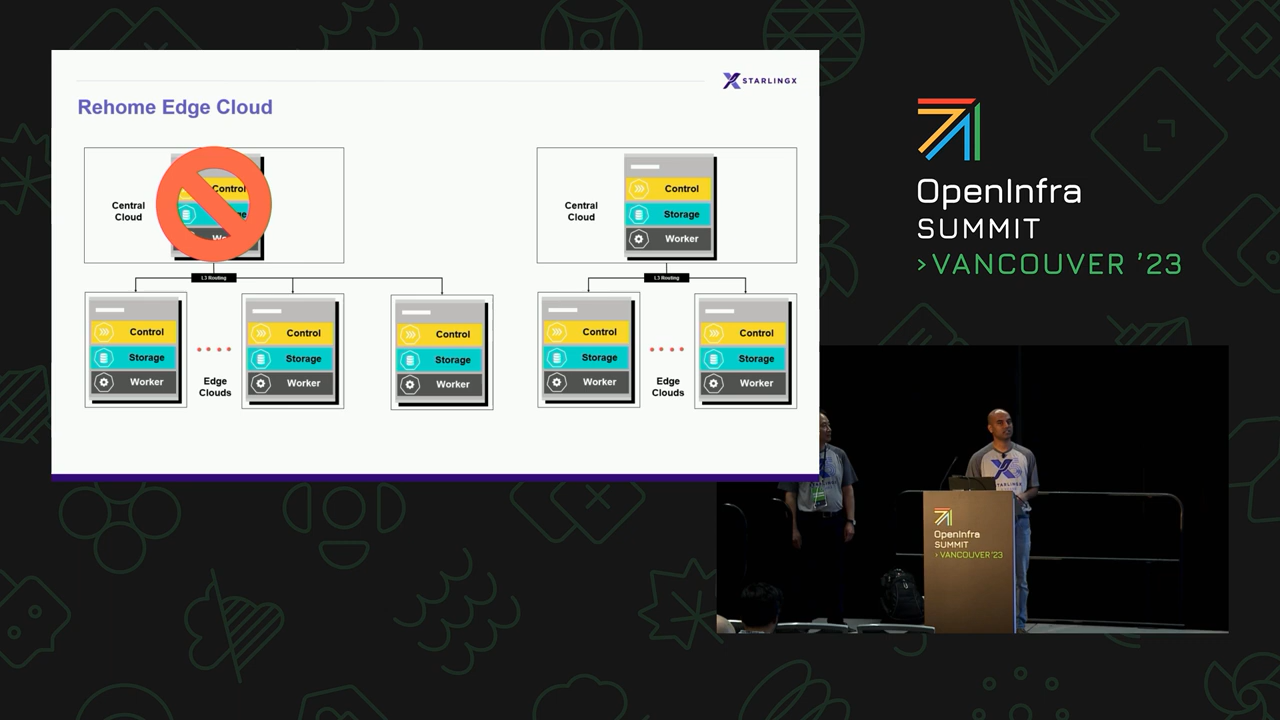 STARLINGX
Rehome Edge Cloud
Central
Cloud
Control
Storage
L3 Routing
Control
Storage
Worker
Edge
Clouds
Control
Storage
Worker
Control
Storage
Worker
Central
Cloud
Control
Storage
Worker
L3 Routing
Control
Storage
Worker
Edge
Clouds
Control
Storage
Worker
OpenInfra
SUMMIT
>VANCOUVER '23
STARLINGX
OpenInfra
SUMMIT
>VANCOUVER '23